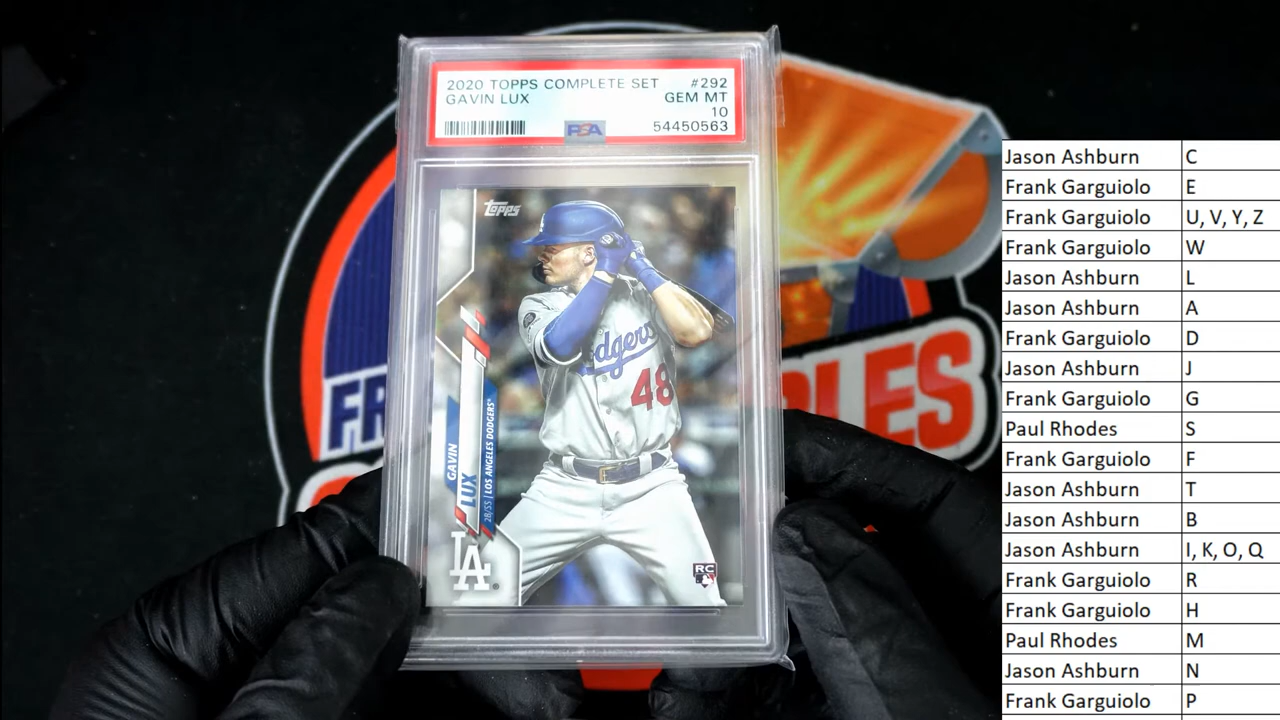 2020 TOPPS COMPLETE SET #292
GAVIN LUX GEM MT
10
PSA 54450563
Topps
Dodgers
48
GAVIN
LUX
2B/SS | LOS ANGELES DODGERS®
LA
RC
FR
LES
Jason Ashburn C
Frank Garguiolo E
Frank Garguiolo U, V, Y, Z
Frank Garguiolo W
Jason Ashburn L
Jason Ashburn A
Frank Garguiolo D
Jason Ashburn J
Frank Garguiolo G
Paul Rhodes S
Frank Garguiolo F
Jason Ashburn T
Jason Ashburn B
Jason Ashburn I, K, O, Q
Frank Garguiolo R
Frank Garguiolo H
Paul Rhodes M
Jason Ashburn N
Frank Garguiolo P